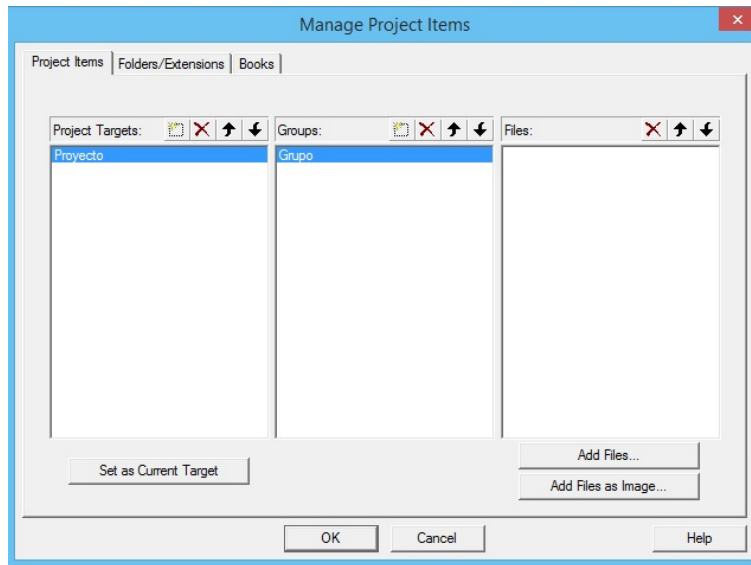 Manage Project Items
Project Items Folders/Extensions Books
Project Targets: Groups: Files:
Proyecto Grupo
Set as Current Target
Add Files...
Add Files as Image...
OK Cancel Help